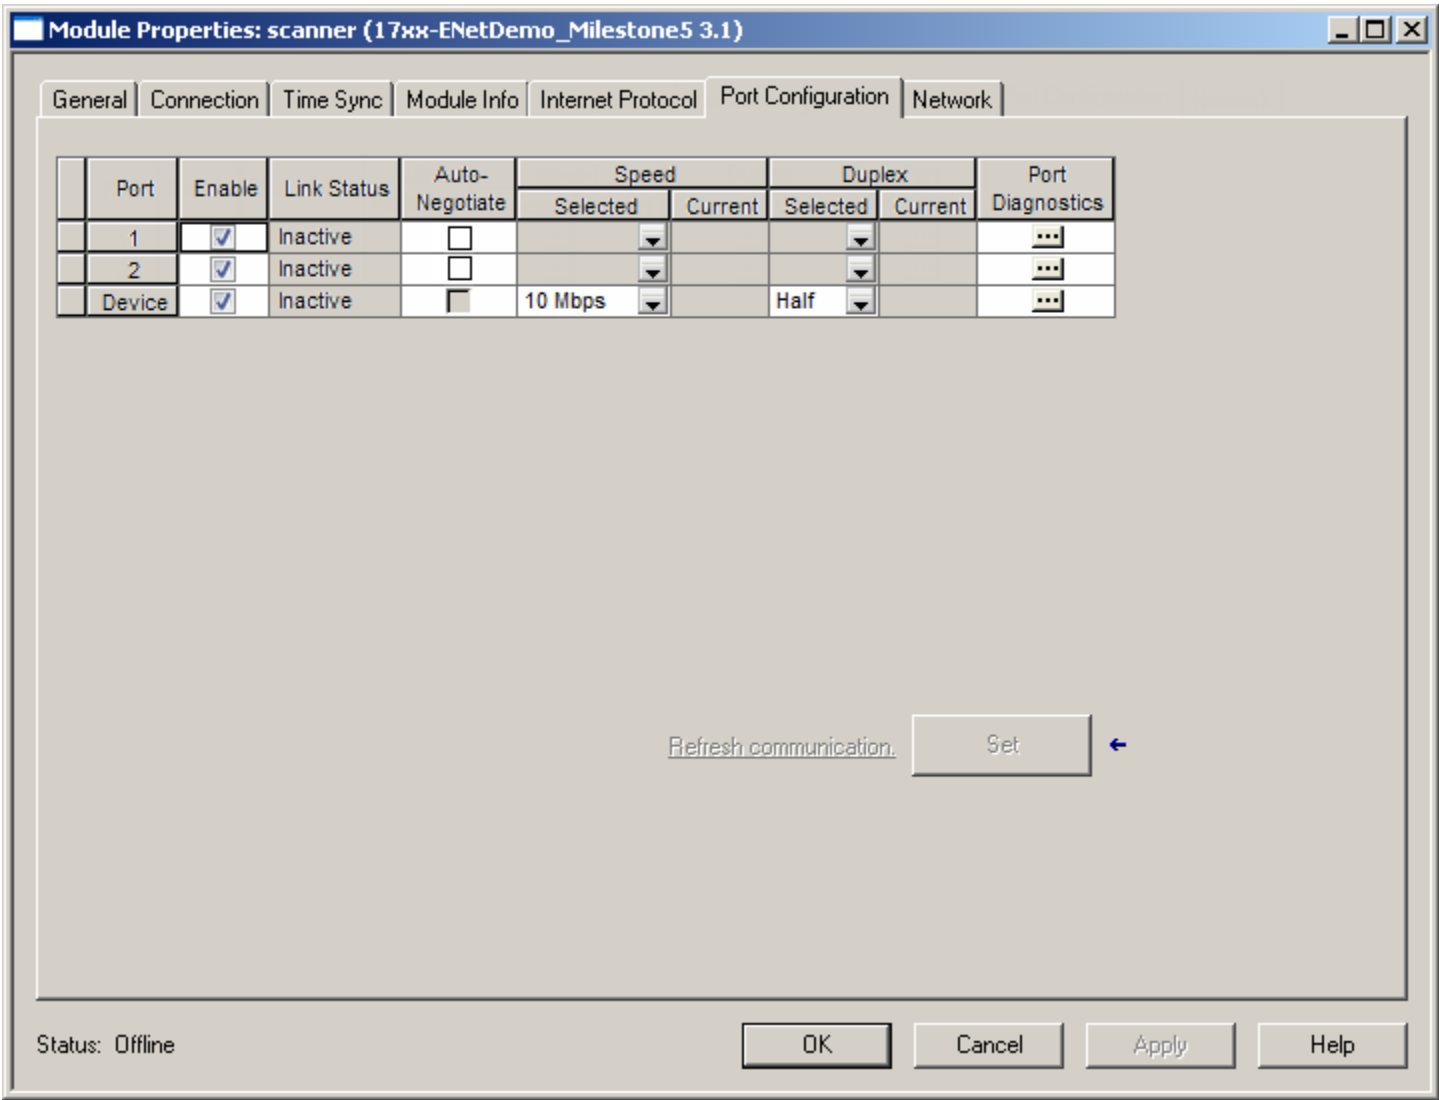 Module Properties: scanner (17xx-ENetDemo_Milestone5 3.1)
General Connection Time Sync Module Info Internet Protocol Port Configuration Network
Port Enable Link Status Auto-Negotiate Speed Duplex Port Diagnostics
Selected Current Selected Current
1 Inactive
2 Inactive
Device Inactive 10 Mbps Half
Refresh communication. Set
Status: Offline OK Cancel Apply Help